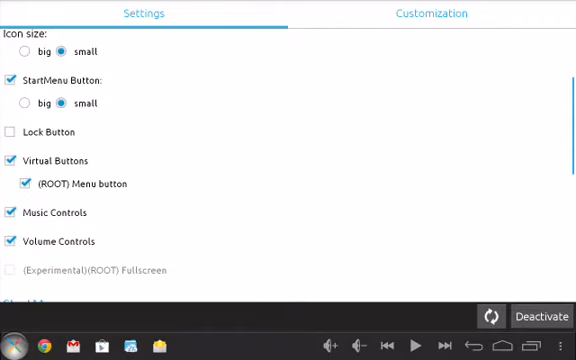 Settings
Customization
Icon size:
big
small
StartMenu Button:
big
small
Lock Button
Virtual Buttons
(ROOT) Menu button
Music Controls
Volume Controls
(Experimental)(ROOT) Fullscreen
Deactivate